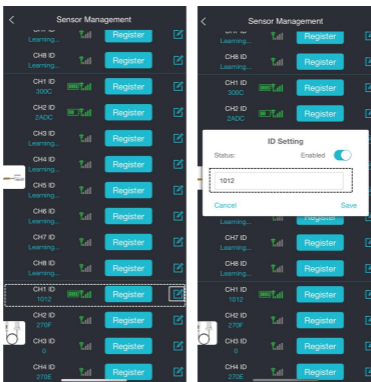 Sensor Management
Learning...
Register
CH8 ID
Learning...
Register
CH1 ID
300C
Register
CH2 ID
2ADC
Register
CH3 ID
Learning...
Register
CH4 ID
Learning...
Register
CH5 ID
Learning...
Register
CH6 ID
Learning...
Register
CH7 ID
Learning...
Register
CH8 ID
Learning...
Register
CH1 ID
1012
Register
CH2 ID
270F
Register
CH3 ID
0
Register
CH4 ID
270E
Register
Sensor Management
Learning...
Register
CH8 ID
Learning...
Register
CH1 ID
300C
Register
CH2 ID
2ADC
Register
ID Setting
Status:
Enabled
1012
Cancel
Save
Learning...
Register
CH7 ID
Learning...
Register
CH8 ID
Learning...
Register
CH1 ID
1012
Register
CH2 ID
270F
Register
CH3 ID
0
Register
CH4 ID
270E
Register